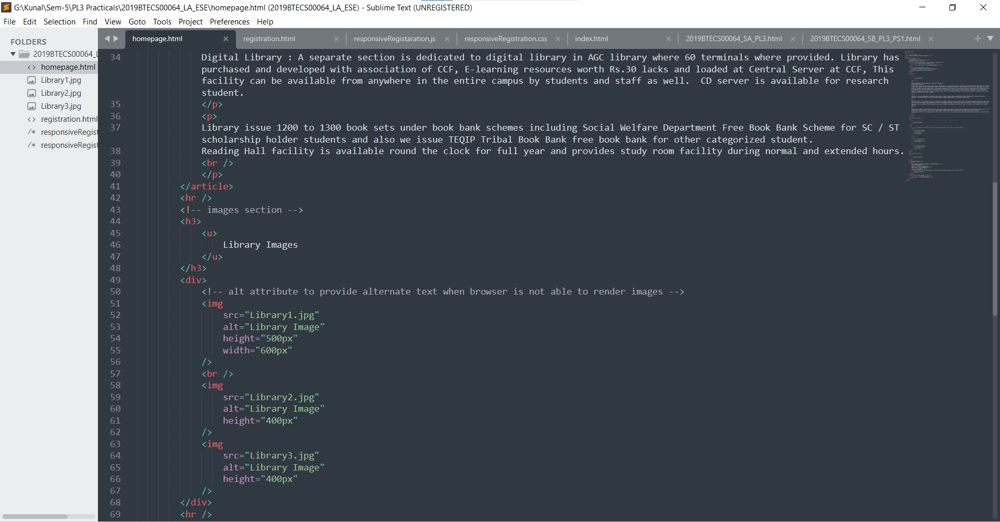 G:\Kunal\Sem-5\PL3 Practicals\2019BTECS00064_LA_ESE\homepage.html (2019BTECS00064_LA_ESE) - Sublime Text (UNREGISTERED)
File Edit Selection Find View Goto Tools Project Preferences Help
FOLDERS
2019BTECS00064_L
<> homepage.html
Library1.jpg
Library2.jpg
Library3.jpg
<> registration.html
/* responsiveRegist
/* responsiveRegist
homepage.html × registration.html × responsiveRegistaration.js × responsiveRegistration.css × index.html × 2019BTECS00064_5A_PL3.html × 2019BTECS00064_5B_PL3_PS1.html × +
34 Digital Library : A separate section is dedicated to digital library in AGC library where 60 terminals where provided. Library has
purchased and developed with association of CCF, E-learning resources worth Rs.30 lacks and loaded at Central Server at CCF, This
facility can be available from anywhere in the entire campus by students and staff as well.  CD server is available for research
student.
35 </p>
36 <p>
37 Library issue 1200 to 1300 book sets under book bank schemes including Social Welfare Department Free Book Bank Scheme for SC / ST
scholarship holder students and also we issue TEQIP Tribal Book Bank free book bank for other categorized student.
38 Reading Hall facility is available round the clock for full year and provides study room facility during normal and extended hours.
39 <br />
40 </p>
41 </article>
42 <hr />
43 <!-- images section -->
44 <h3>
45 <u>
46 Library Images
47 </u>
48 </h3>
49 <div>
50 <!-- alt attribute to provide alternate text when browser is not able to render images -->
51 <img
52 src="Library1.jpg"
53 alt="Library Image"
54 height="500px"
55 width="600px"
56 />
57 <br />
58 <img
59 src="Library2.jpg"
60 alt="Library Image"
61 height="400px"
62 />
63 <img
64 src="Library3.jpg"
65 alt="Library Image"
66 height="400px"
67 />
68 </div>
69 <hr />